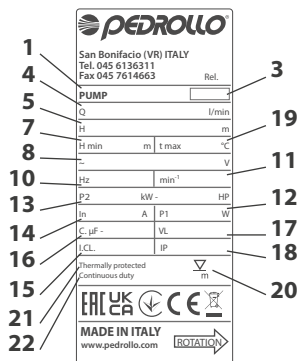 PEDROLLO
San Bonifacio (VR) ITALY
Tel. 045 6136311
Fax 045 7614663
Rel.
1
3
PUMP
4
Q l/min
5
H m
19
7
H min m t max °C
8
~ V
11
10
Hz min⁻¹
13
P2 kW - HP
12
14
In A P1 W
16
C. µF - VL
17
15
I.CL. IP
18
21
Thermally protected
22
Continuous duty
m
20
EAC UK CA CE
MADE IN ITALY
www.pedrollo.com
ROTATION